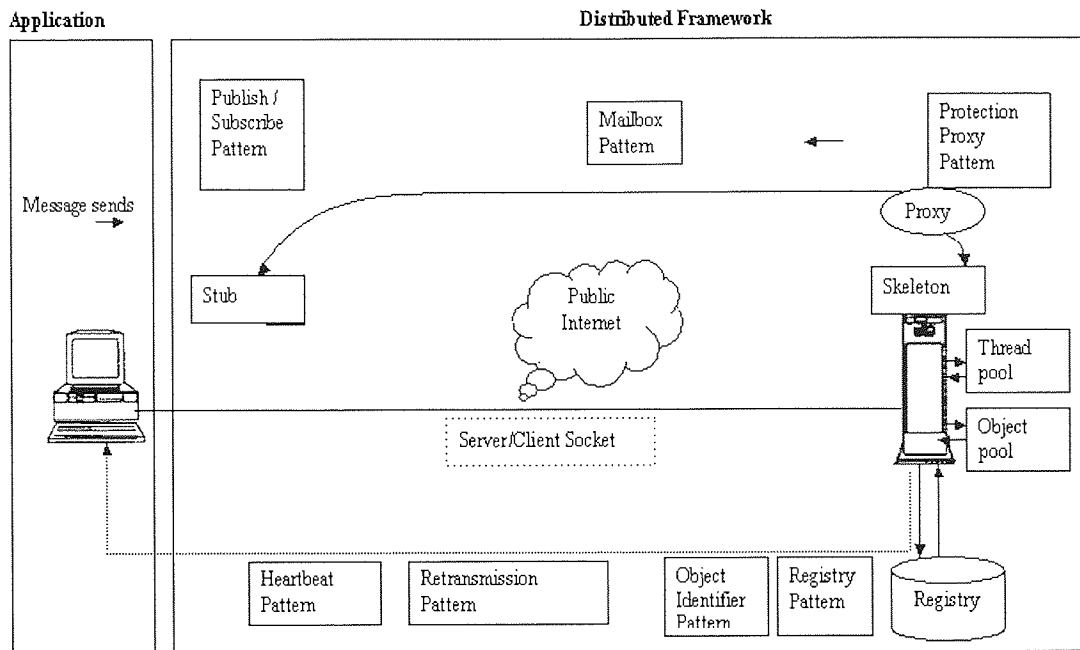 Application
Distributed Framework
Publish /
Subscribe
Pattern
Mailbox
Pattern
Protection
Proxy
Pattern
Message sends
Proxy
Stub
Public
Internet
Skeleton
Thread
pool
Server/Client Socket
Object
pool
Heartbeat
Pattern
Retransmission
Pattern
Object
Identifier
Pattern
Registry
Pattern
Registry